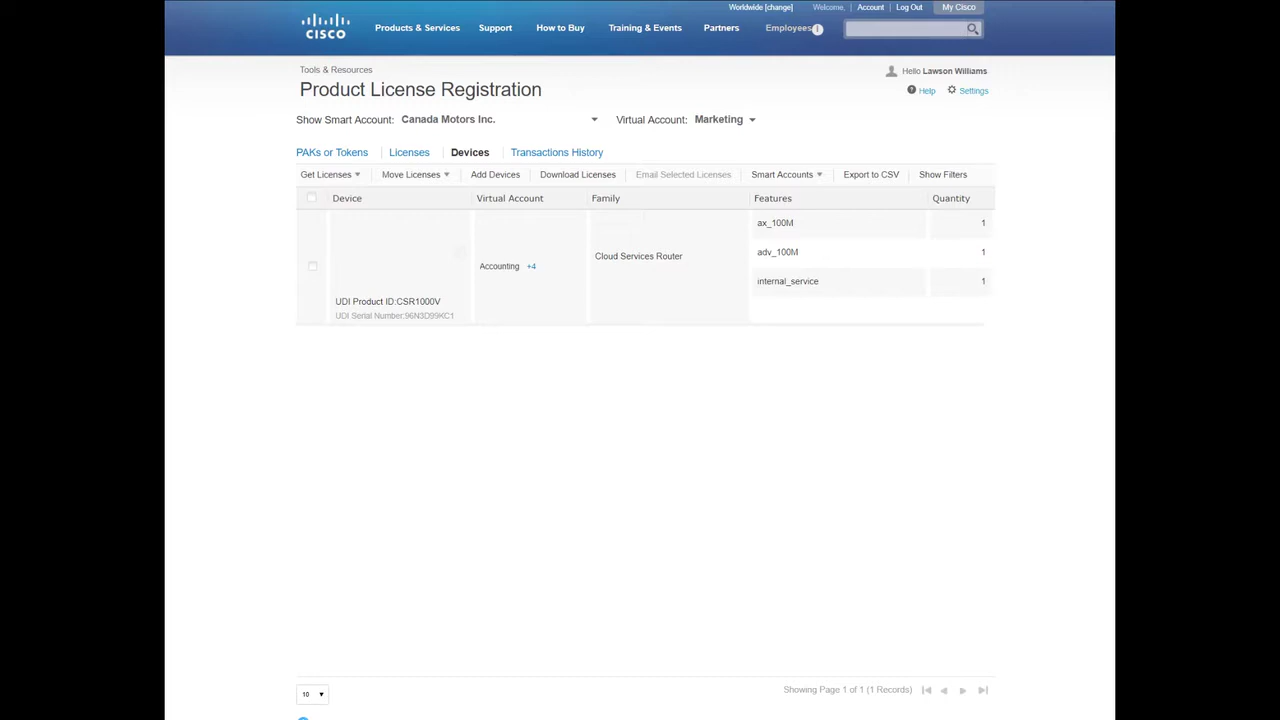 Worldwide [change] Welcome, Account Log Out My Cisco
CISCO Products & Services Support How to Buy Training & Events Partners Employees i
Tools & Resources
Hello Lawson Williams
Product License Registration
? Help Settings
Show Smart Account: Canada Motors Inc. Virtual Account: Marketing
PAKs or Tokens Licenses Devices Transactions History
Get Licenses Move Licenses Add Devices Download Licenses Email Selected Licenses Smart Accounts Export to CSV Show Filters
Device Virtual Account Family Features Quantity
ax_100M 1
adv_100M 1
Cloud Services Router
Accounting +4
internal_service 1
UDI Product ID:CSR1000V
UDI Serial Number:96N3D99KC1
Showing Page 1 of 1 (1 Records)
10